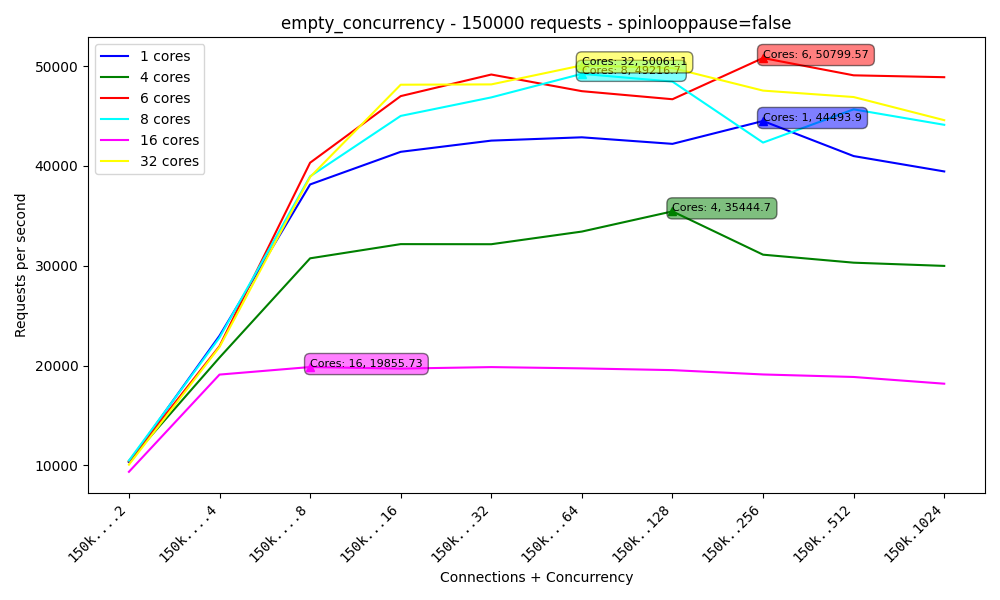 empty_concurrency - 150000 requests - spinlooppause=false
1 cores
4 cores
6 cores
8 cores
16 cores
32 cores
Cores: 32, 50061.1
Cores: 8, 49216.7
Cores: 6, 50799.57
Cores: 1, 44493.9
Cores: 4, 35444.7
Cores: 16, 19855.73
Requests per second
50000
40000
30000
20000
10000
150k....2
150k....4
150k....8
150k...16
150k...32
150k...64
150k..128
150k..256
150k..512
150k.1024
Connections + Concurrency